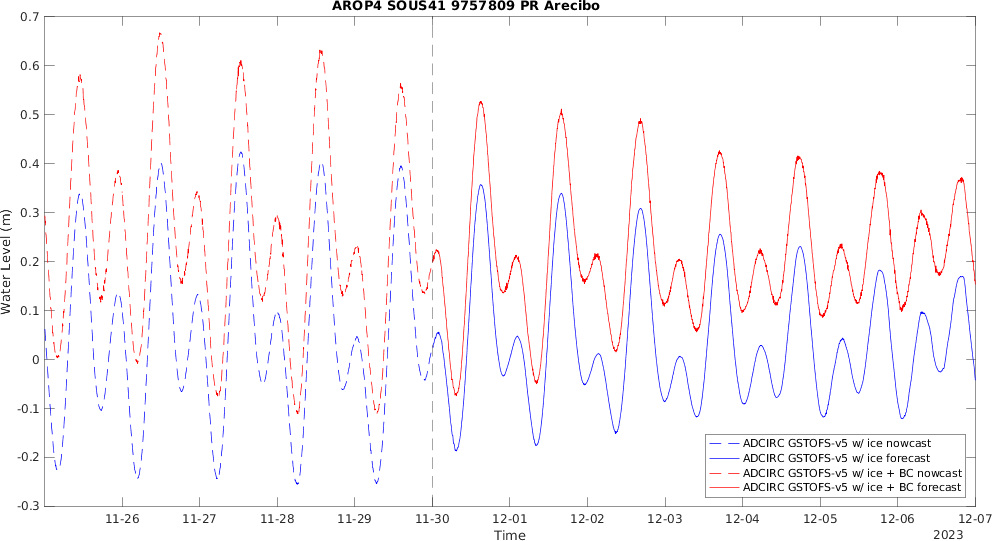 AROP4 SOUS41 9757809 PR Arecibo
0.7
0.6
0.5
0.4
0.3
0.2
0.1
0
-0.1
-0.2
-0.3
Water Level (m)
ADCIRC GSTOFS-v5 w/ ice nowcast
ADCIRC GSTOFS-v5 w/ ice forecast
ADCIRC GSTOFS-v5 w/ ice + BC nowcast
ADCIRC GSTOFS-v5 w/ ice + BC forecast
11-26 11-27 11-28 11-29 11-30 12-01 12-02 12-03 12-04 12-05 12-06 12-07
Time
2023